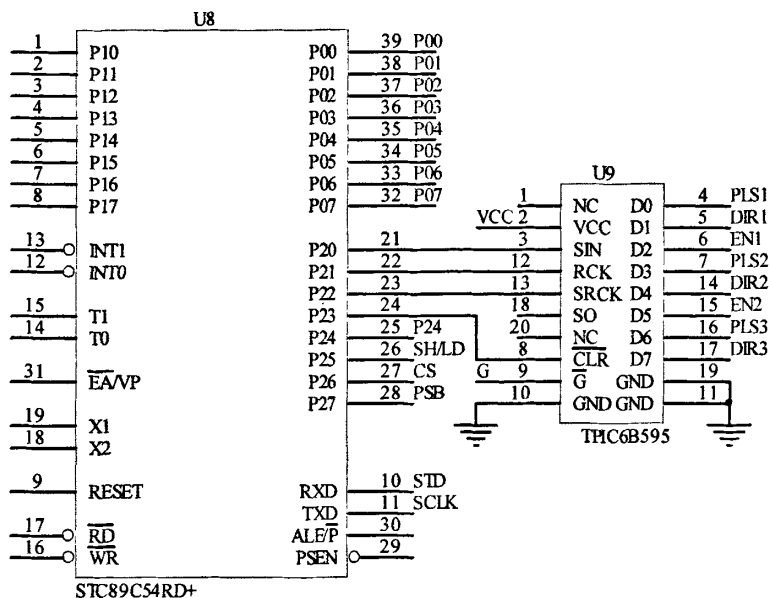 U8
1 P10 P00 39 P00
2 P11 P01 38 P01
3 P12 P02 37 P02
4 P13 P03 36 P03
5 P14 P04 35 P04
6 P15 P05 34 P05
7 P16 P06 33 P06
8 P17 P07 32 P07
13 INT1 P20 21
12 INT0 P21 22
P22 23
15 T1 P23 24
14 T0 P24 25 P24
P25 26 SH/LD
31 EA/VP P26 27 CS
P27 28 PSB
19 X1
18 X2
9 RESET RXD 10 STD
TXD 11 SCLK
17 RD ALE/P 30
16 WR PSEN 29
STC89C54RD+
U9
1 NC D0 4 PLS1
VCC 2 VCC D1 5 DIR1
3 SIN D2 6 EN1
12 RCK D3 7 PLS2
13 SRCK D4 14 DIR2
18 SO D5 15 EN2
20 NC D6 16 PLS3
8 CLR D7 17 DIR3
G 9 G GND 19
10 GND GND 11
TPIC6B595